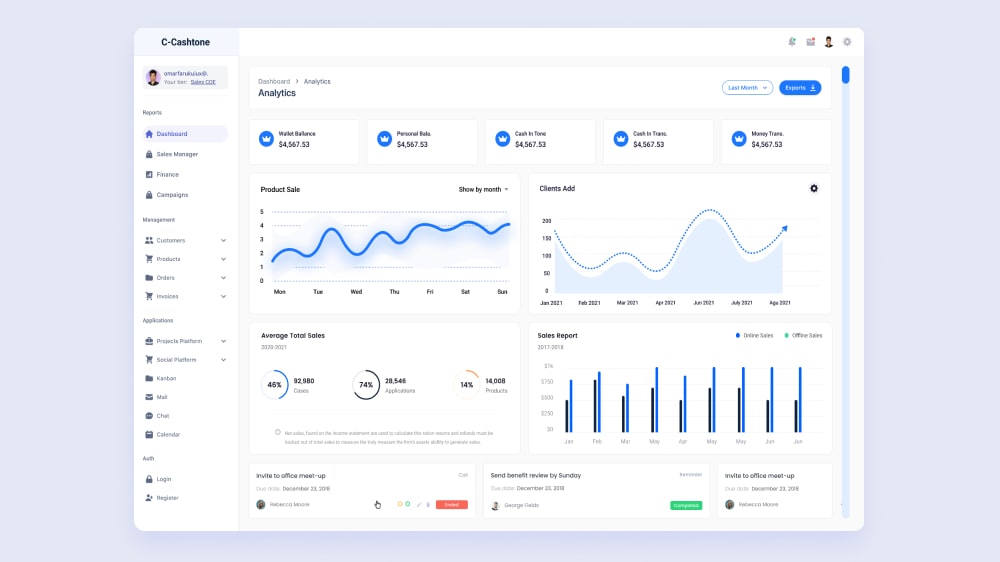 C-Cashtone
omarfarukuiux@.
Your tier: Sales COE
Reports
Dashboard
Sales Manager
Finance
Campaigns
Management
Customers
Products
Orders
Invoices
Applications
Projects Platform
Social Platform
Kanban
Mail
Chat
Calendar
Auth
Login
Register
Dashboard > Analytics
Analytics
Last Month
Exports
Wallet Ballance
$4,567.53
Personal Bala.
$4,567.53
Cash In Tone
$4,567.53
Cash In Trans.
$4,567.53
Money Trans.
$4,567.53
Product Sale
Show by month
5
4
3
2
1
0
Mon Tue Wed Thu Fri Sat Sun
Clients Add
200
150
100
50
0
Jan 2021 Feb 2021 Mar 2021 Apr 2021 Jun 2021 July 2021 Agu 2021
Average Total Sales
2020-2021
46%
92,980
Cases
74%
28,546
Applications
14%
14,008
Products
Net sales, found on the income statement are used to calculate this ration returns and refunds must be
backed out of total sales to measure the truly measure the firm's assets ability to generate sales.
Sales Report
2017-2018
Online Sales
Offline Sales
$1k
$750
$500
$250
$0
Jan Feb Mar May Apr May May Jun Jun
Invite to office meet-up
Call
Due date: December 23, 2018
Rebecca Moore
Ended
Send benefit review by Sunday
Reminder
Due date: December 23, 2018
George Fields
Completed
Invite to office meet-up
Due date: December 23, 2018
Rebecca Moore